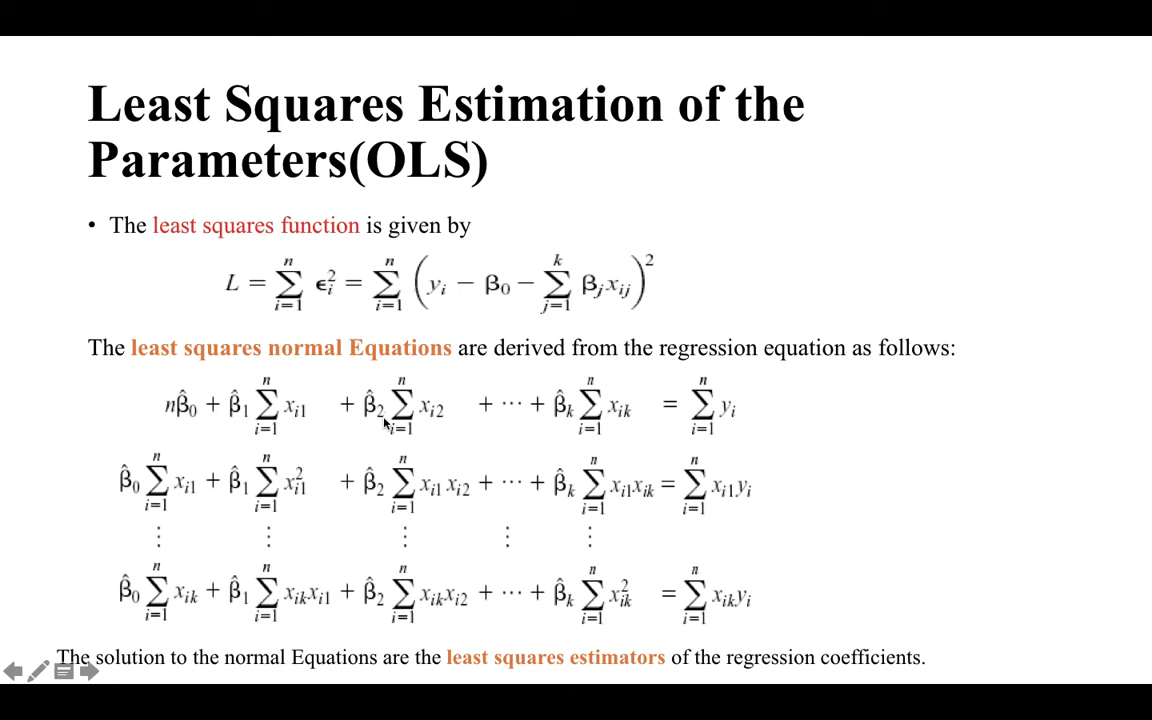 Least Squares Estimation of the
Parameters(OLS)
• The least squares function is given by
L = ∑_{i=1}^{n} ϵ_i^2 = ∑_{i=1}^{n} (y_i − β_0 − ∑_{j=1}^{k} β_j x_{ij})^2
The least squares normal Equations are derived from the regression equation as follows:
nβ̂_0 + β̂_1 ∑_{i=1}^{n} x_{i1} + β̂_2 ∑_{i=1}^{n} x_{i2} + ⋯ + β̂_k ∑_{i=1}^{n} x_{ik} = ∑_{i=1}^{n} y_i
β̂_0 ∑_{i=1}^{n} x_{i1} + β̂_1 ∑_{i=1}^{n} x_{i1}^2 + β̂_2 ∑_{i=1}^{n} x_{i1} x_{i2} + ⋯ + β̂_k ∑_{i=1}^{n} x_{i1} x_{ik} = ∑_{i=1}^{n} x_{i1} y_i
⋮ ⋮ ⋮ ⋮ ⋮
β̂_0 ∑_{i=1}^{n} x_{ik} + β̂_1 ∑_{i=1}^{n} x_{ik} x_{i1} + β̂_2 ∑_{i=1}^{n} x_{ik} x_{i2} + ⋯ + β̂_k ∑_{i=1}^{n} x_{ik}^2 = ∑_{i=1}^{n} x_{ik} y_i
The solution to the normal Equations are the least squares estimators of the regression coefficients.